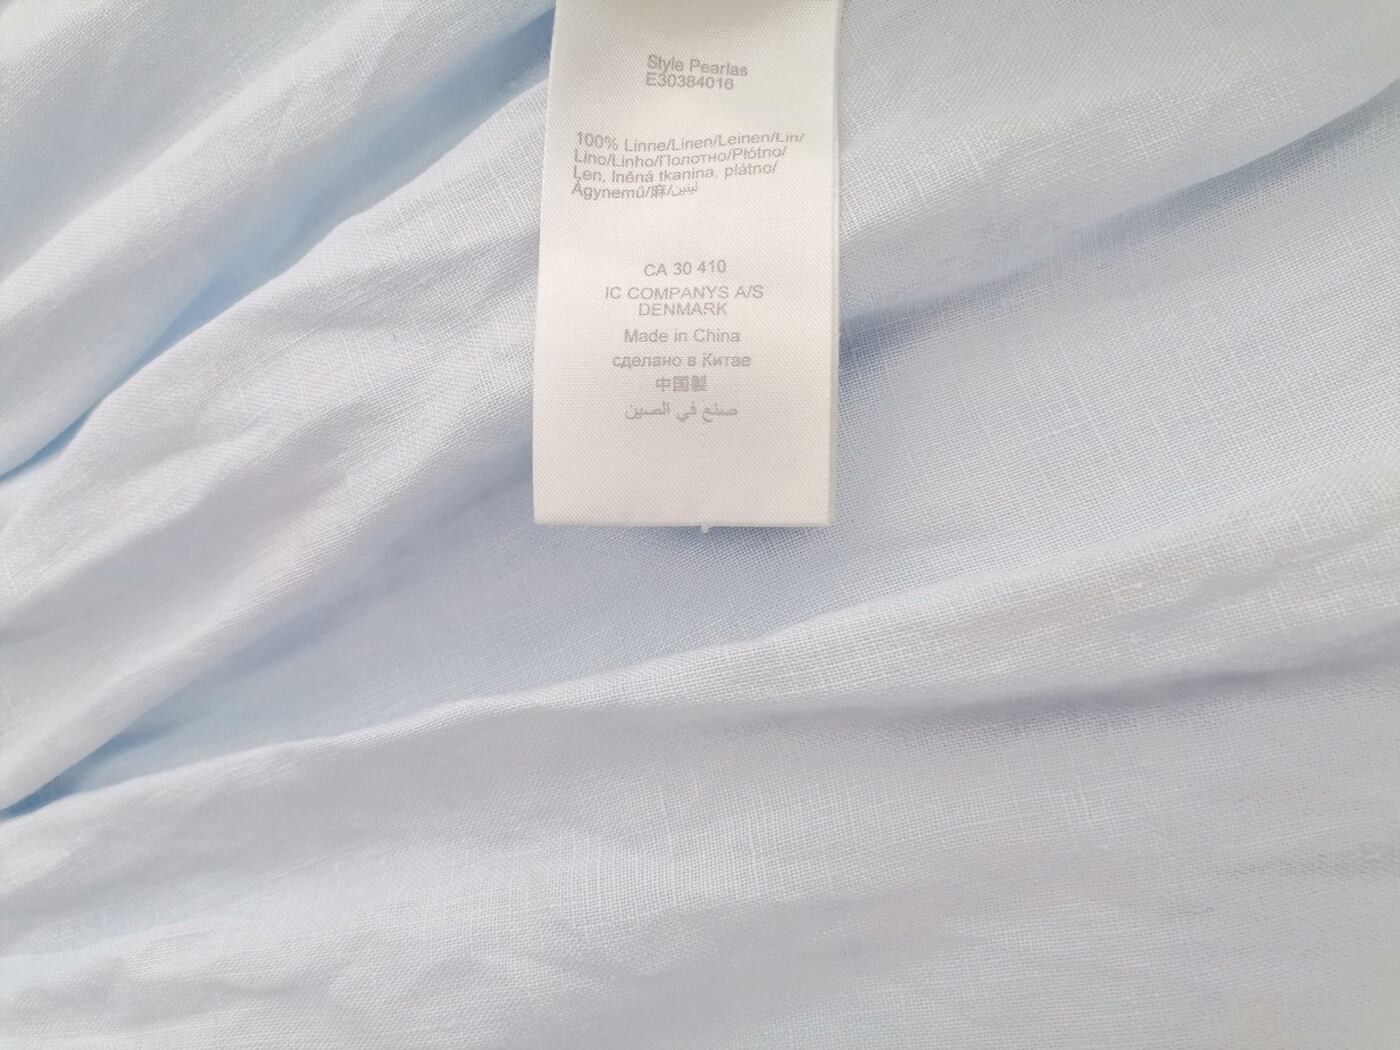 Style Pearlas
E30384016
100% Linne/Linen/Leinen/Lin/
Lino/Linho/Полотно/Płótno/
Len, lněná tkanina, plátno/
Ágynemű/麻/لينين
CA 30 410
IC COMPANYS A/S
DENMARK
Made in China
сделано в Китае
中国製
صنع في الصين